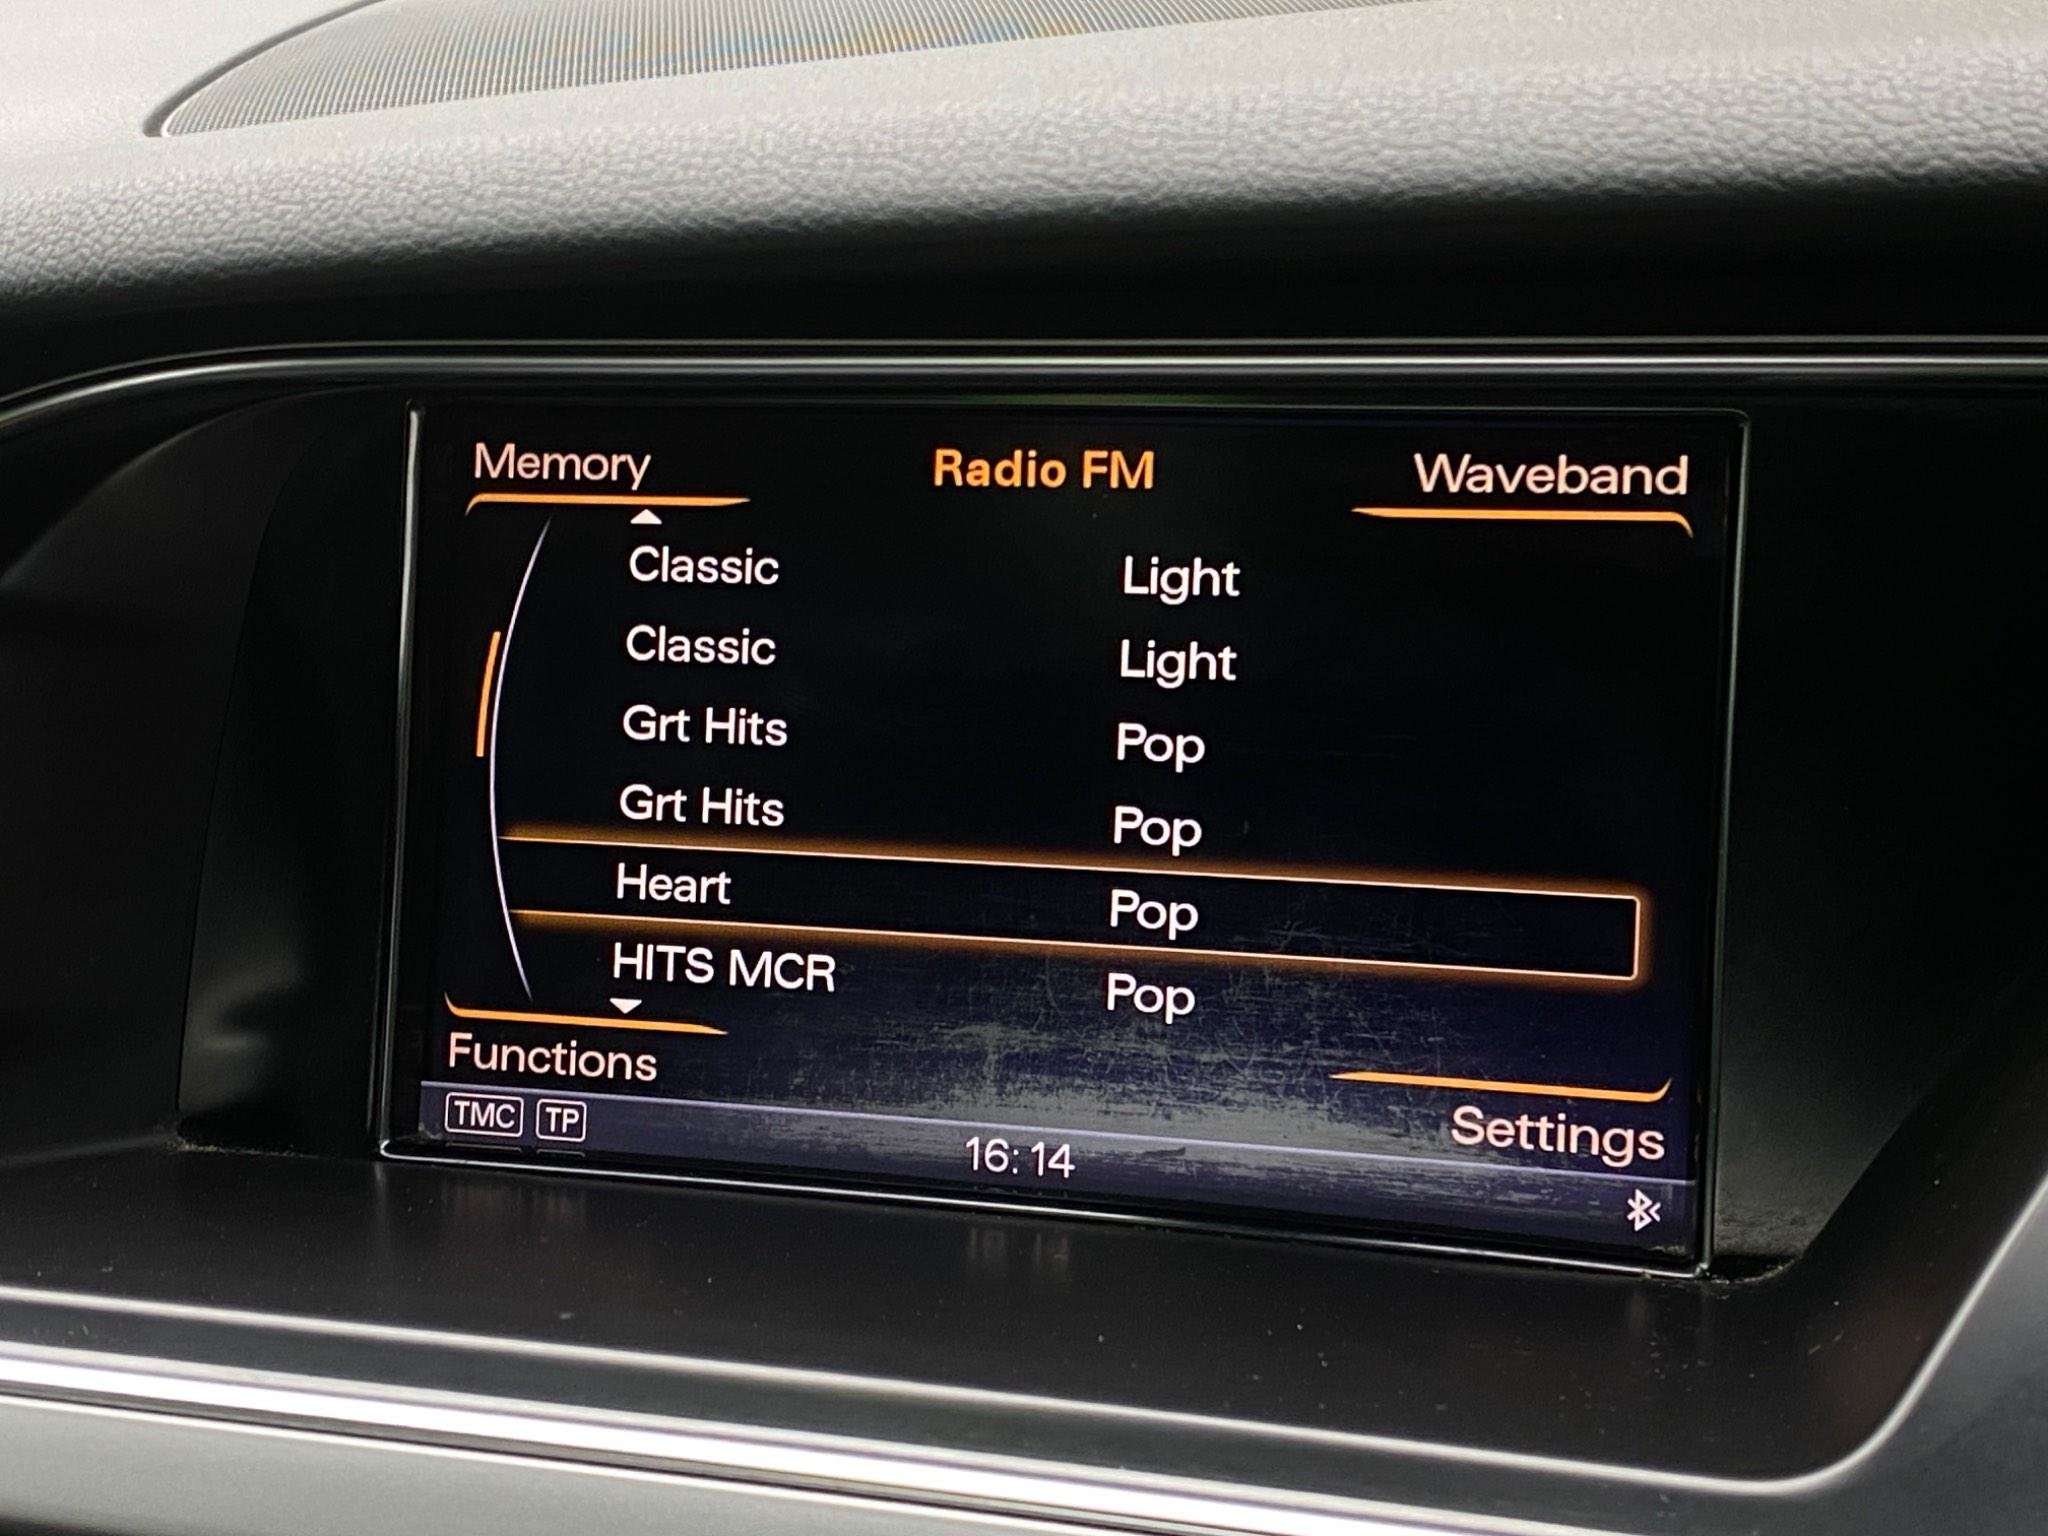 Memory Radio FM Waveband
Classic Light
Classic Light
Grt Hits Pop
Grt Hits Pop
Heart Pop
HITS MCR Pop
Functions Settings
TMC TP 16:14